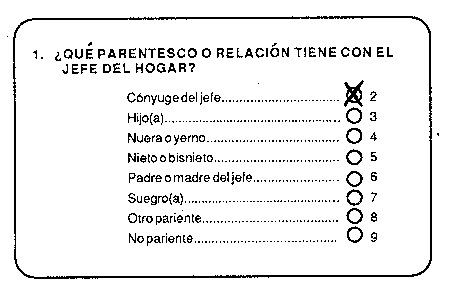 1. ¿QUÉ PARENTESCO O RELACIÓN TIENE CON EL
JEFE DEL HOGAR?
Cónyuge del jefe........................... 2
Hijo(a)........................................... 3
Nuera o yerno............................... 4
Nieto o bisnieto............................. 5
Padre o madre del jefe.................... 6
Suegro(a)...................................... 7
Otro pariente................................. 8
No pariente................................... 9